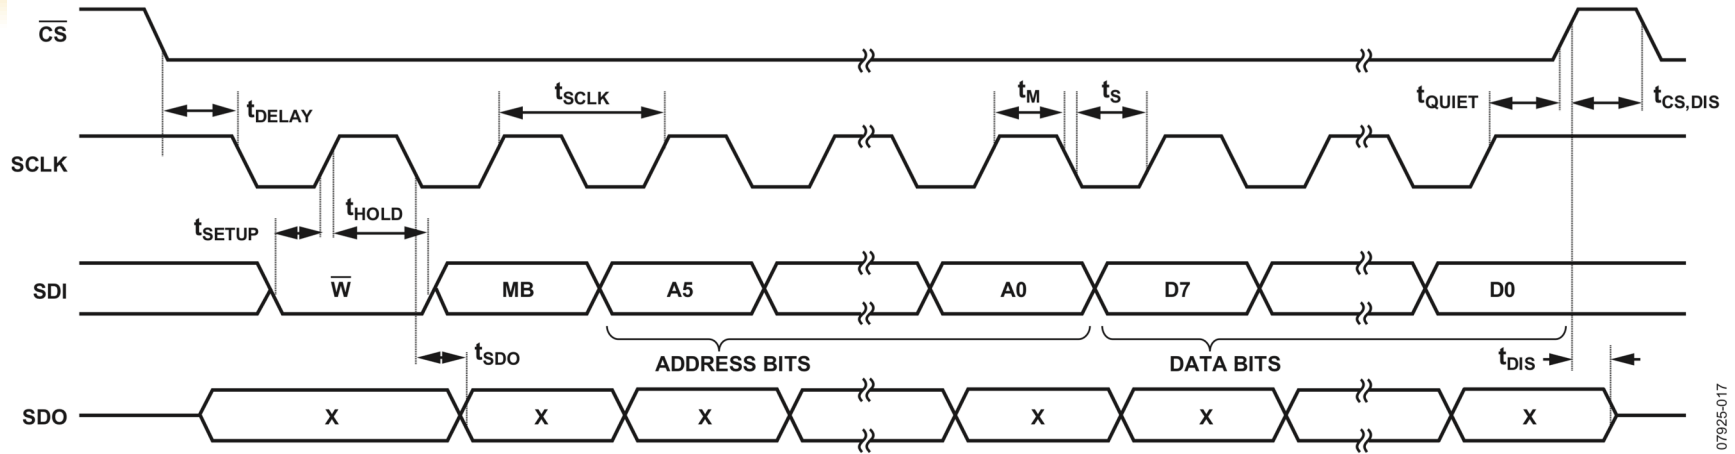 CS
tDELAY
tSCLK
tM
tS
tQUIET
tCS,DIS
SCLK
tSETUP
tHOLD
SDI
W
MB
A5
A0
D7
D0
tSDO
ADDRESS BITS
DATA BITS
tDIS
SDO
X
X
X
X
X
X
07925-017